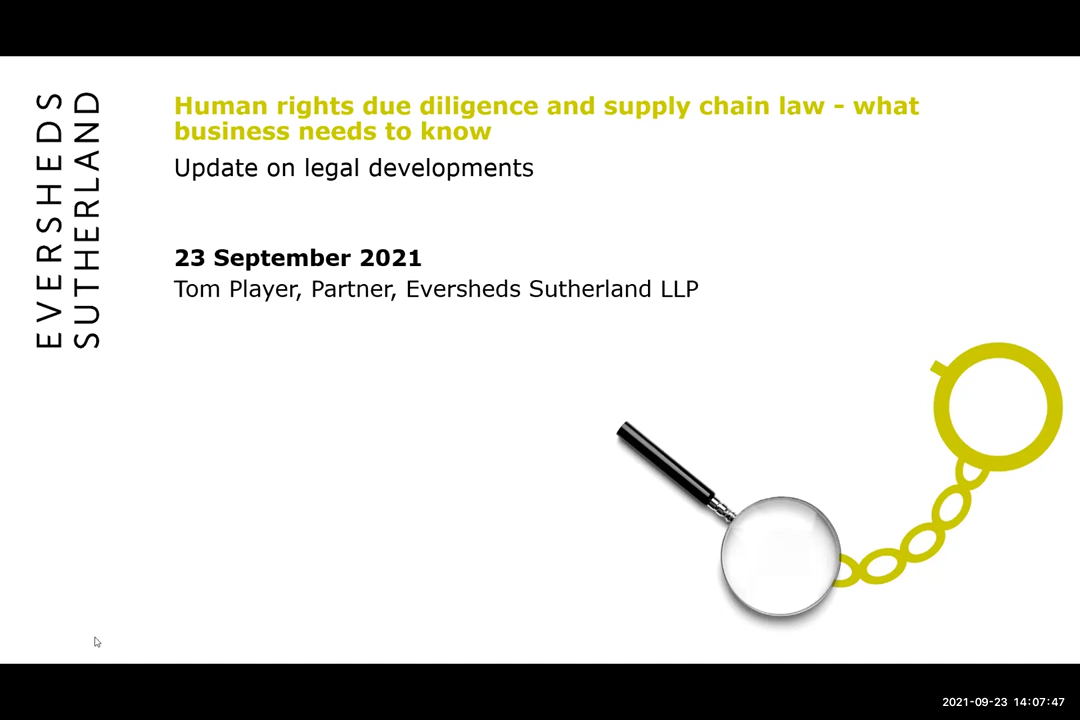 EVERSHEDS
SUTHERLAND
Human rights due diligence and supply chain law - what
business needs to know
Update on legal developments
23 September 2021
Tom Player, Partner, Eversheds Sutherland LLP
2021-09-23 14:07:47